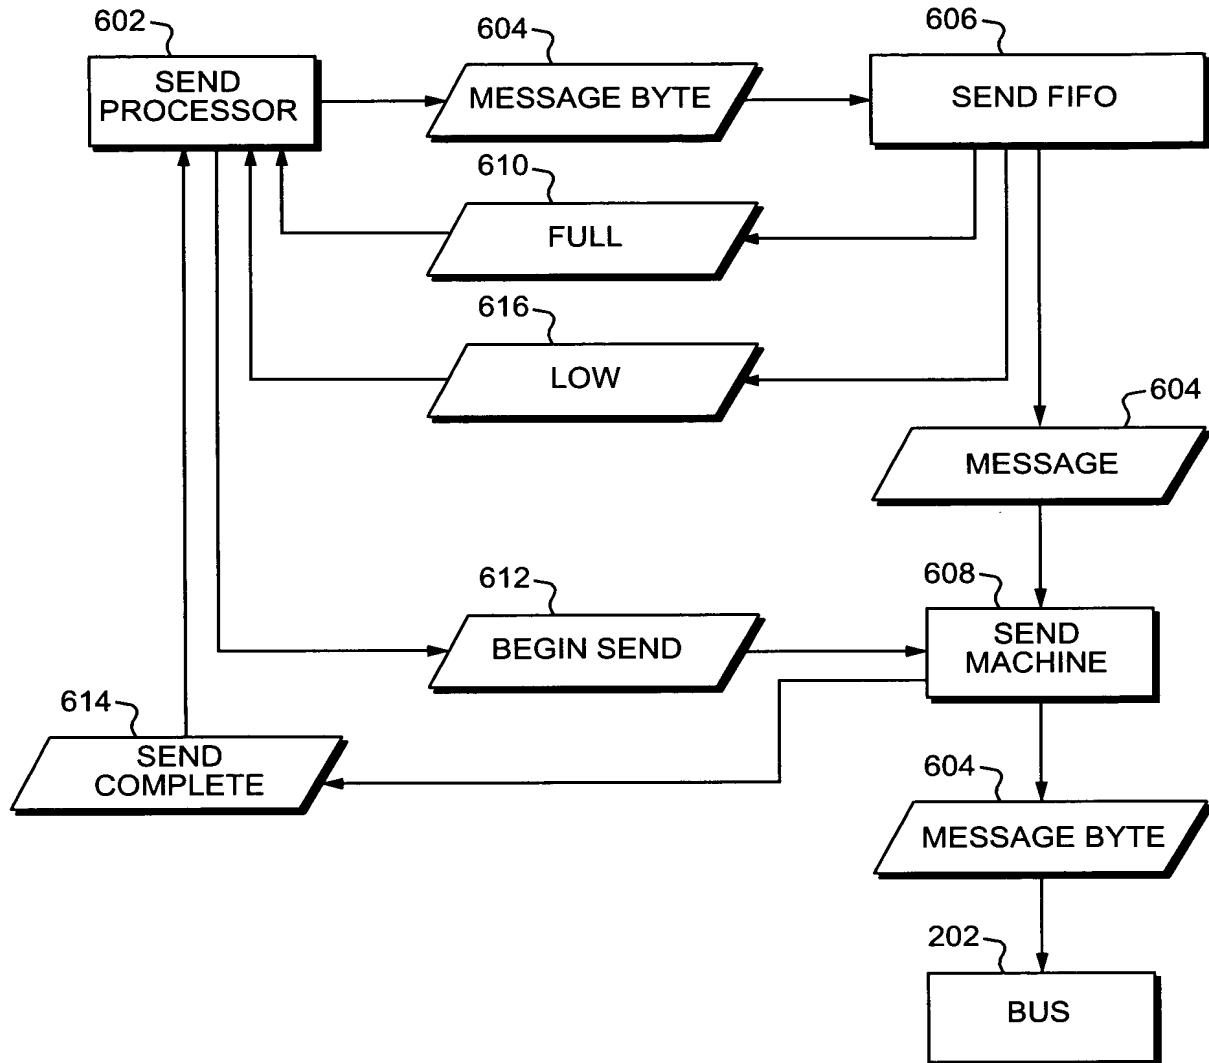 602
SEND
PROCESSOR
604
MESSAGE BYTE
606
SEND FIFO
610
FULL
616
LOW
604
MESSAGE
612
BEGIN SEND
608
SEND
MACHINE
614
SEND
COMPLETE
604
MESSAGE BYTE
202
BUS